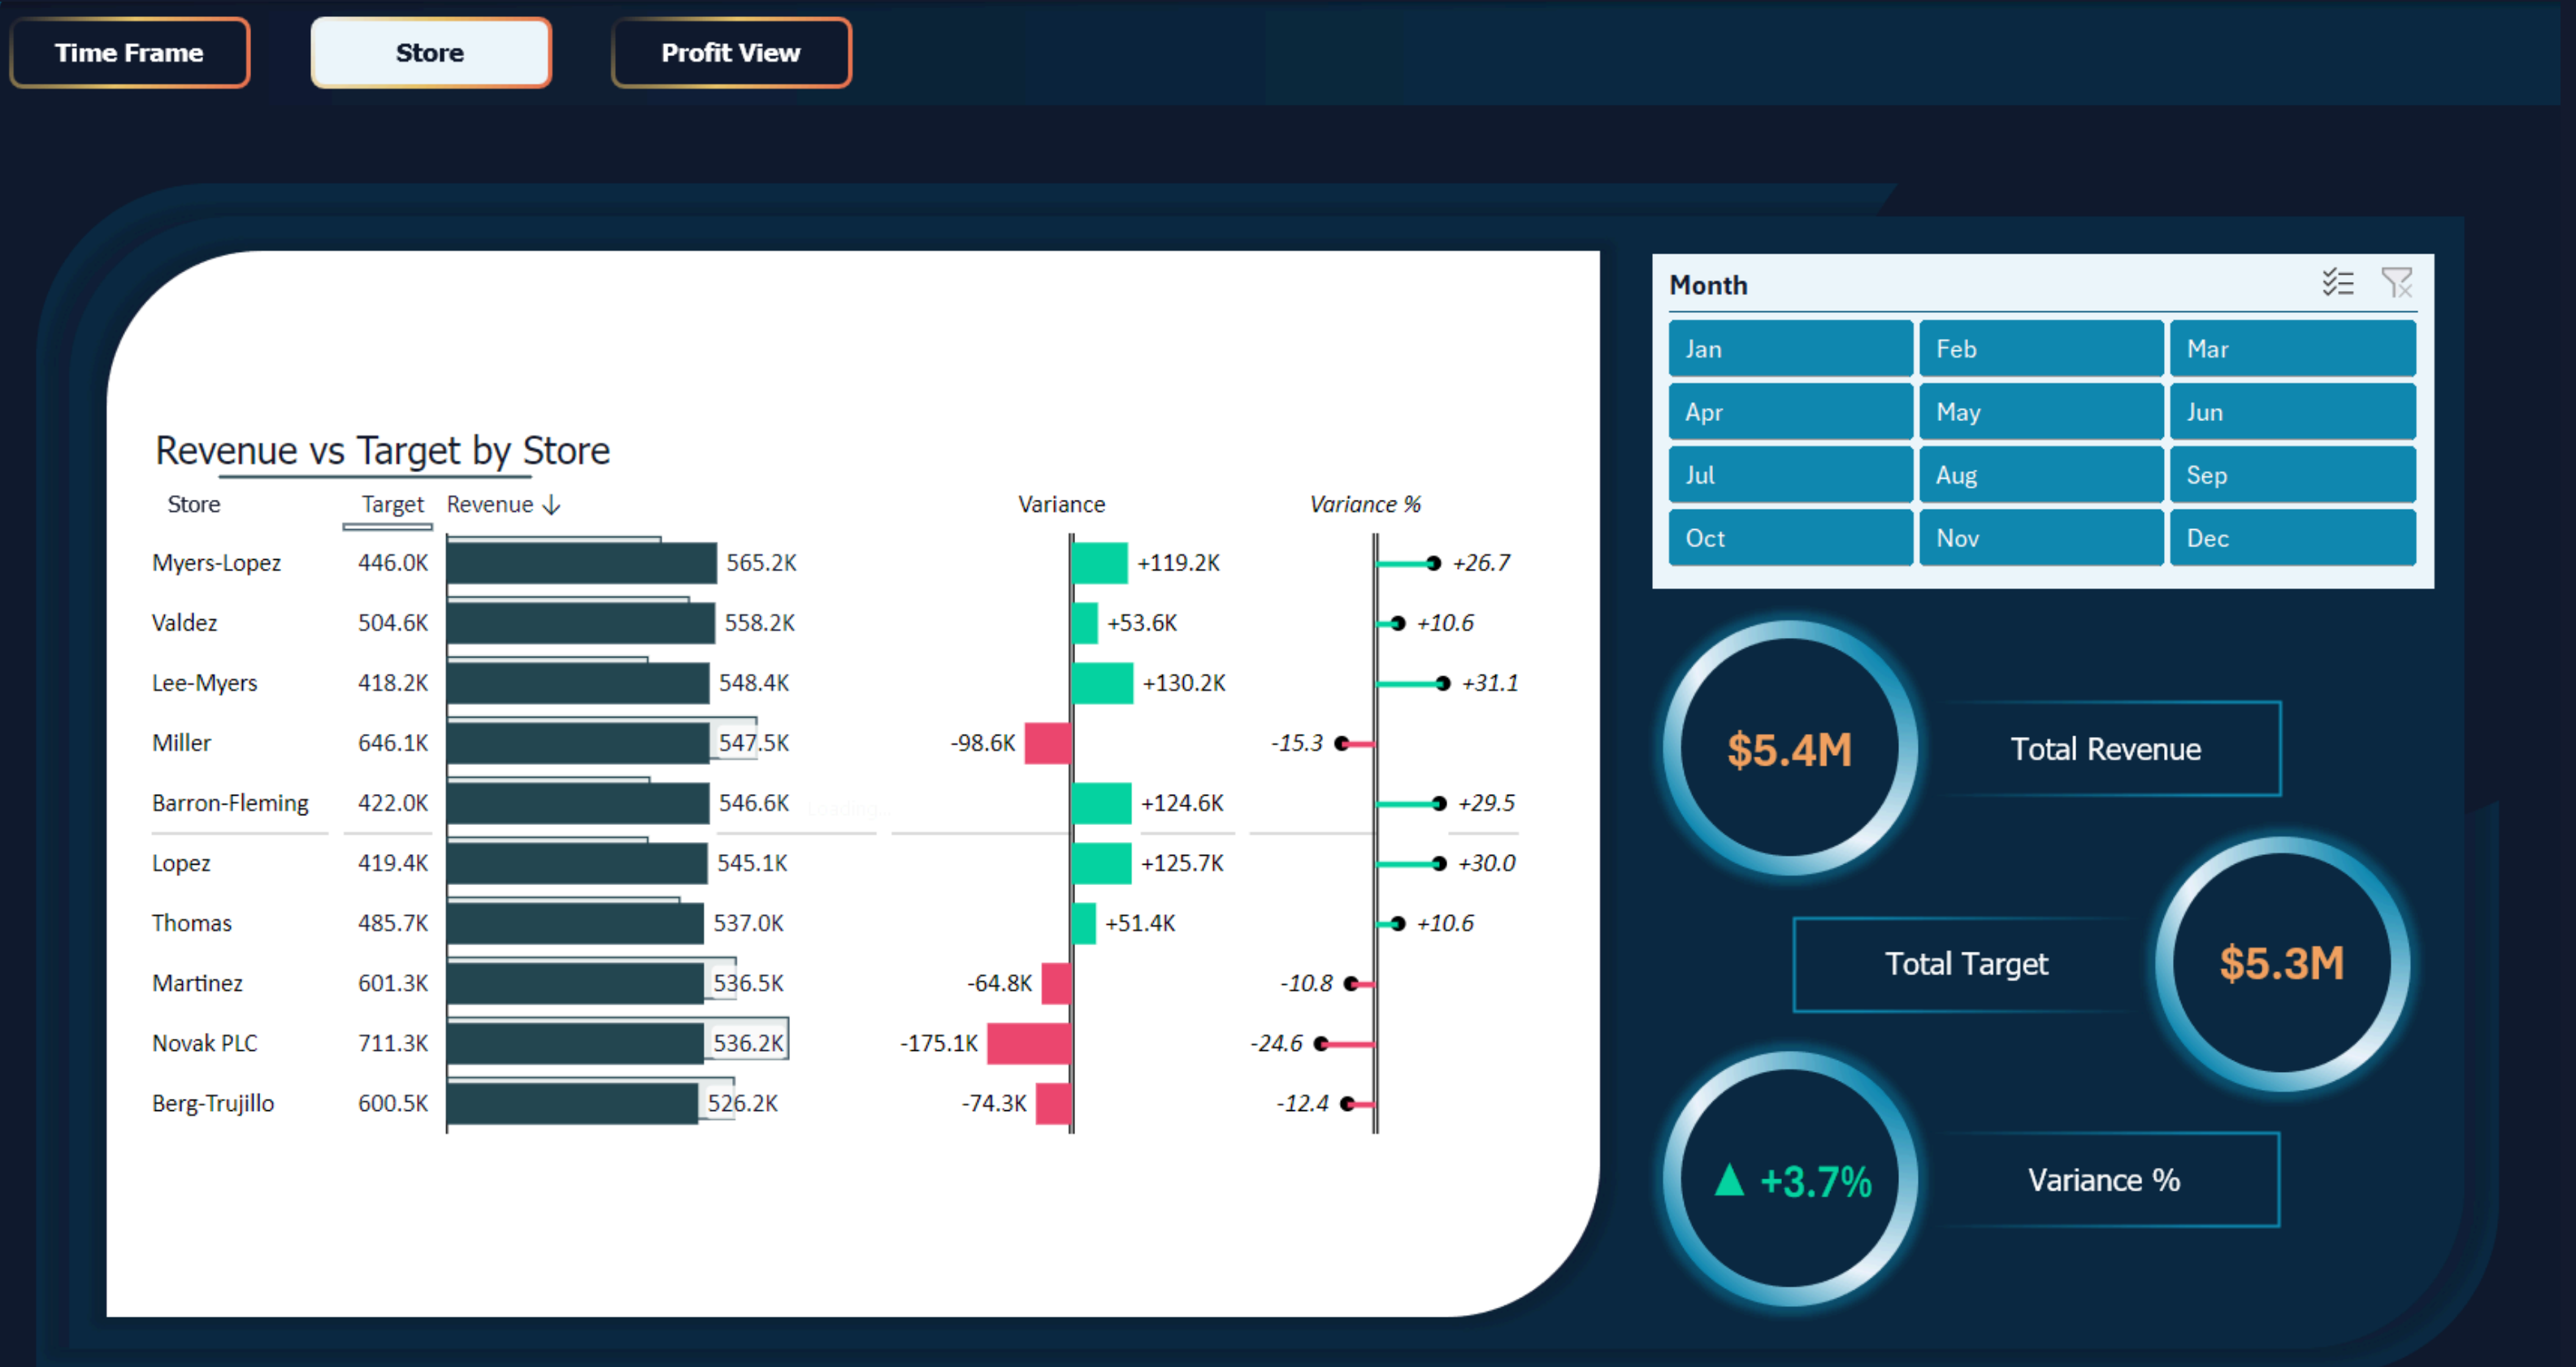 Time Frame Store Profit View
Month
Jan Feb Mar
Apr May Jun
Jul Aug Sep
Oct Nov Dec
Revenue vs Target by Store
Store Target Revenue ↓ Variance Variance %
Myers-Lopez 446.0K 565.2K +119.2K +26.7
Valdez 504.6K 558.2K +53.6K +10.6
Lee-Myers 418.2K 548.4K +130.2K +31.1
Miller 646.1K 547.5K -98.6K -15.3
Barron-Fleming 422.0K 546.6K +124.6K +29.5
Lopez 419.4K 545.1K +125.7K +30.0
Thomas 485.7K 537.0K +51.4K +10.6
Martinez 601.3K 536.5K -64.8K -10.8
Novak PLC 711.3K 536.2K -175.1K -24.6
Berg-Trujillo 600.5K 526.2K -74.3K -12.4
$5.4M Total Revenue
Total Target $5.3M
▲ +3.7% Variance %